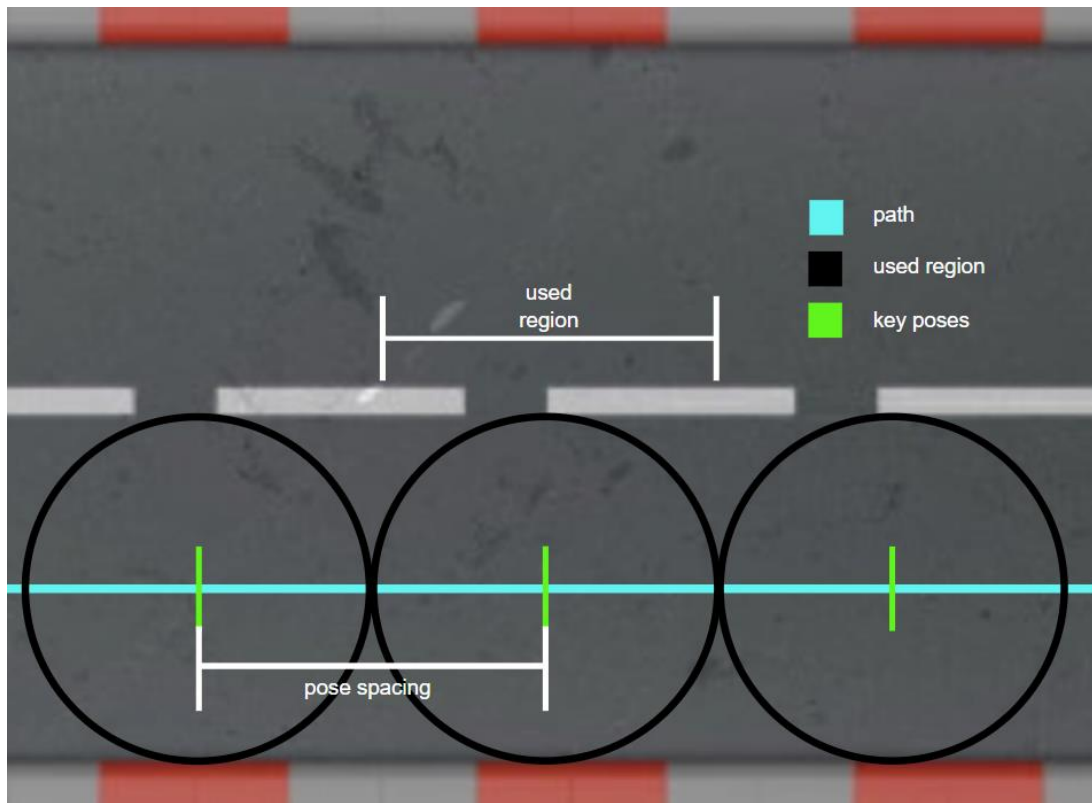 path
used region
key poses
used
region
pose spacing